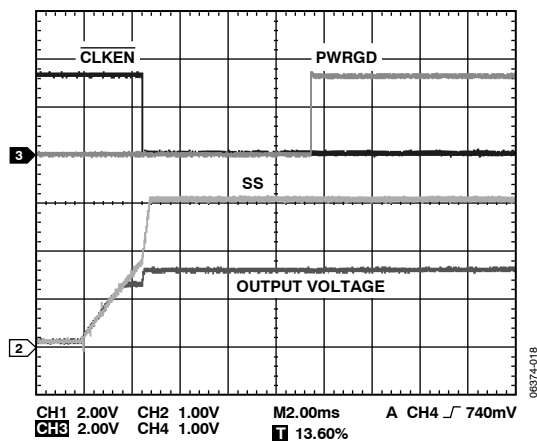 CLKEN
PWRGD
3
SS
OUTPUT VOLTAGE
2
06374-018
CH1 2.00V CH2 1.00V M2.00ms A CH4 740mV
CH3 2.00V CH4 1.00V T 13.60%